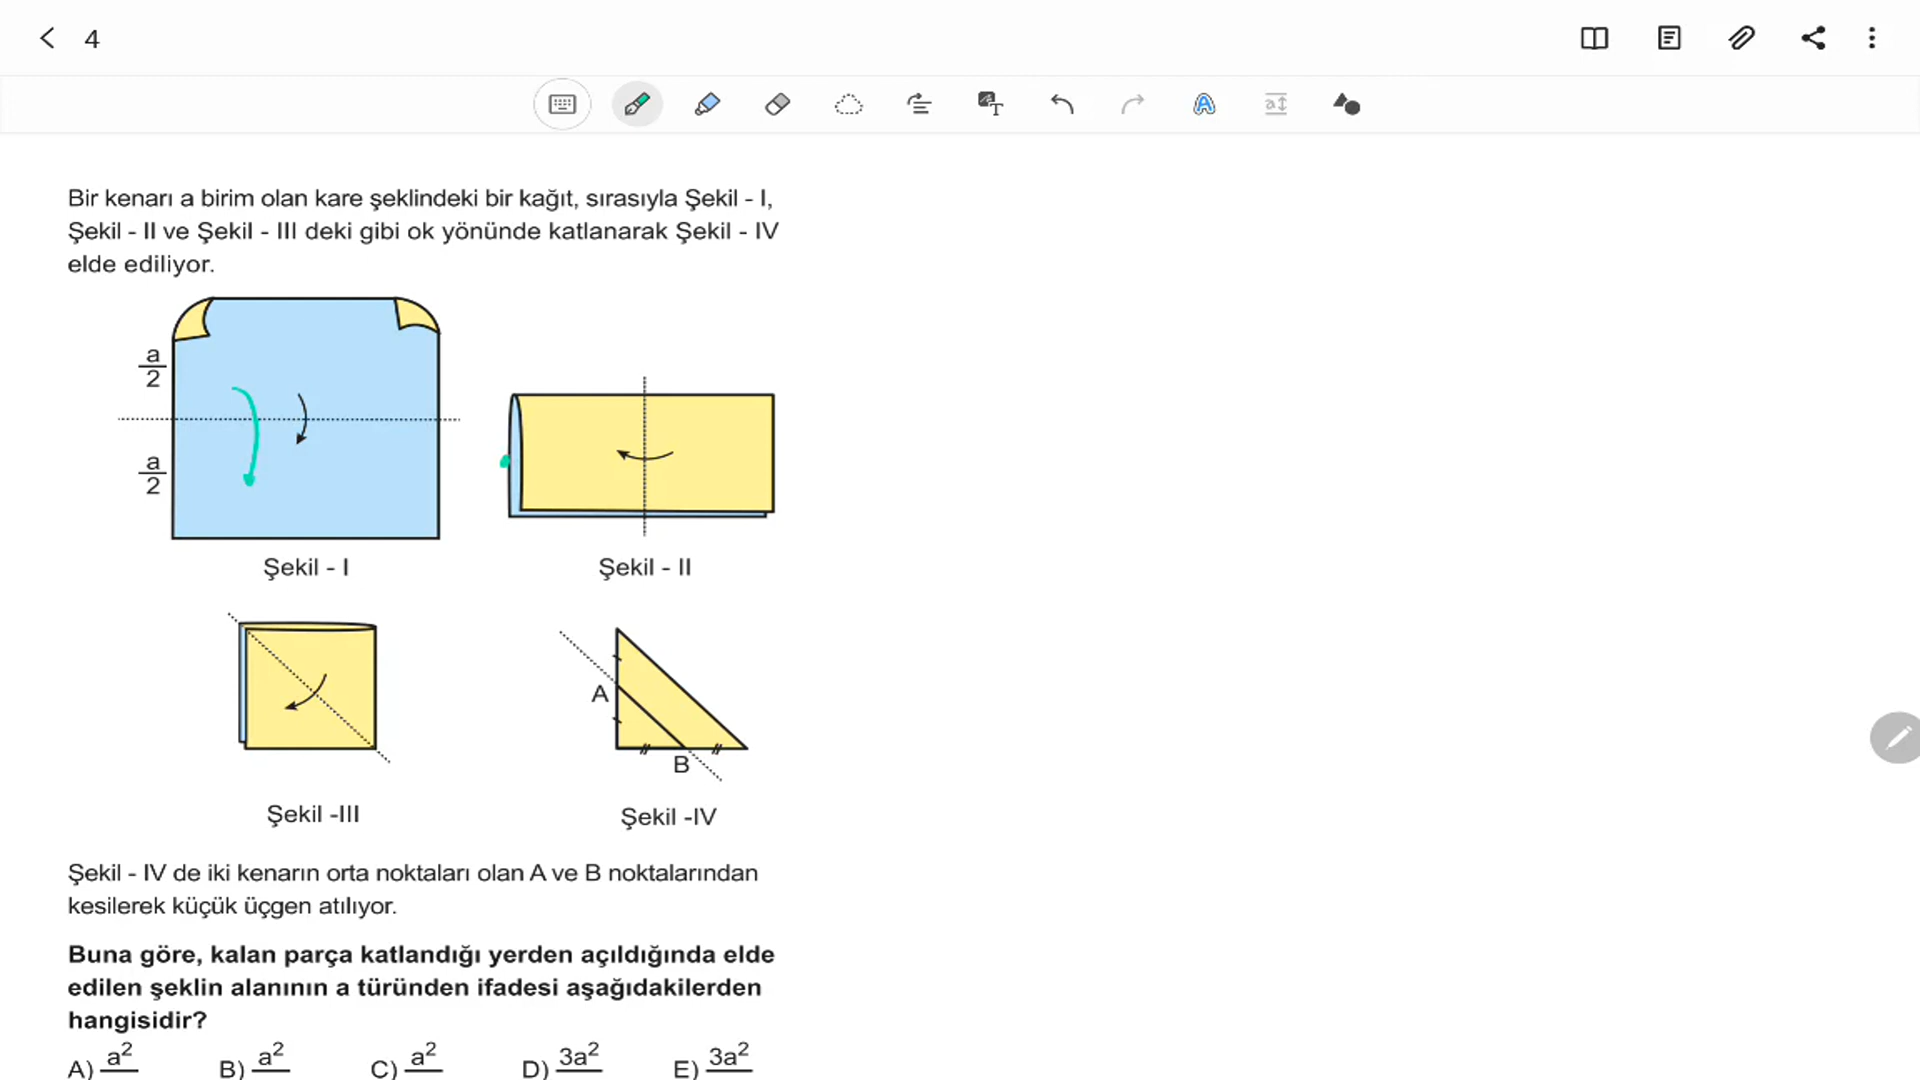 4
Bir kenarı a birim olan kare şeklindeki bir kağıt, sırasıyla Şekil - I,
Şekil - II ve Şekil - III deki gibi ok yönünde katlanarak Şekil - IV
elde ediliyor.
a
2
a
2
Şekil - I
Şekil - II
A
B
Şekil -III
Şekil -IV
Şekil - IV de iki kenarın orta noktaları olan A ve B noktalarından
kesilerek küçük üçgen atılıyor.
Buna göre, kalan parça katlandığı yerden açıldığında elde
edilen şeklin alanının a türünden ifadesi aşağıdakilerden
hangisidir?
A) a² B) a² C) a² D) 3a² E) 3a²